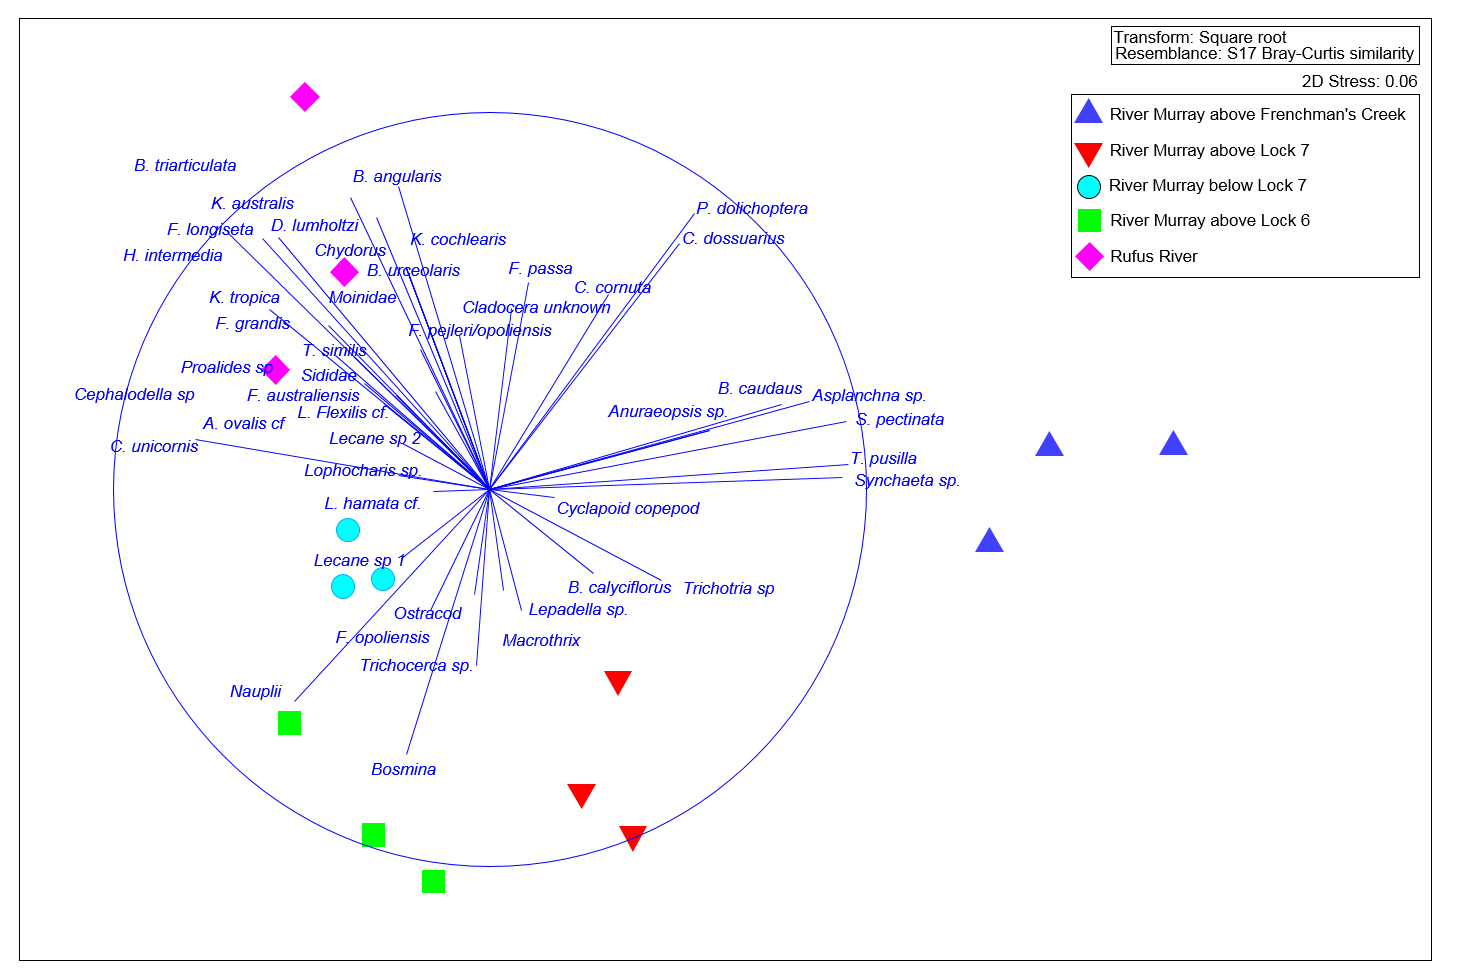 Transform: Square root
Resemblance: S17 Bray-Curtis similarity
2D Stress: 0.06
River Murray above Frenchman's Creek
River Murray above Lock 7
River Murray below Lock 7
River Murray above Lock 6
Rufus River
B. triarticulata
B. angularis
K. australis
P. dolichoptera
F. longiseta
D. lumholtzi
K. cochlearis
C. dossuarius
H. intermedia
Chydorus
B. urceolaris
F. passa
C. cornuta
K. tropica
Moinidae
Cladocera unknown
F. grandis
F. pejleri/opoliensis
T. similis
Proalides sp
Sididae
Cephalodella sp
F. australiensis
B. caudaus
Asplanchna sp.
L. Flexilis cf.
Anuraeopsis sp.
A. ovalis cf
S. pectinata
C. unicornis
Lecane sp 2
T. pusilla
Lophocharis sp.
Synchaeta sp.
L. hamata cf.
Cyclapoid copepod
Lecane sp 1
B. calyciflorus
Trichotria sp
Ostracod
Lepadella sp.
F. opoliensis
Macrothrix
Trichocerca sp.
Nauplii
Bosmina